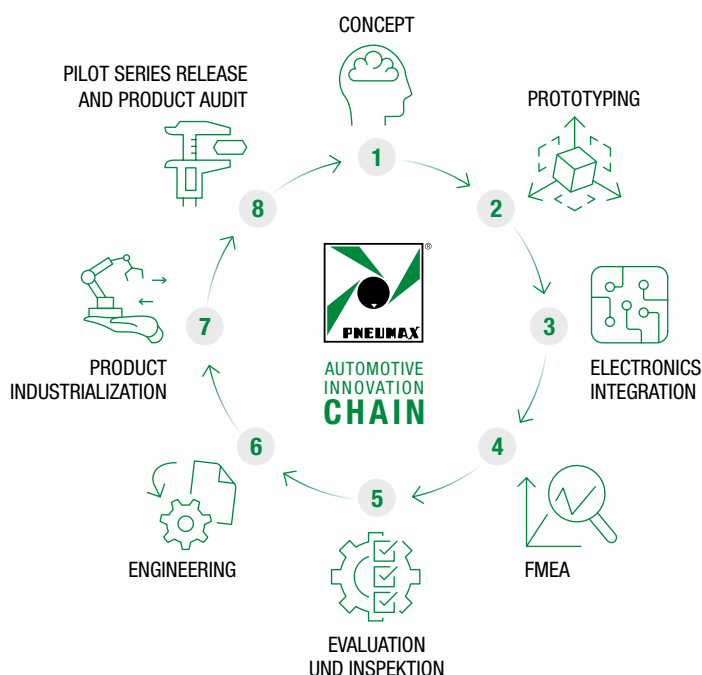 CONCEPT
1
PROTOTYPING
2
3
ELECTRONICS
INTEGRATION
4
FMEA
5
EVALUATION
UND INSPEKTION
6
ENGINEERING
7
PRODUCT
INDUSTRIALIZATION
8
PILOT SERIES RELEASE
AND PRODUCT AUDIT
®
PNEUMAX
AUTOMOTIVE
INNOVATION
CHAIN